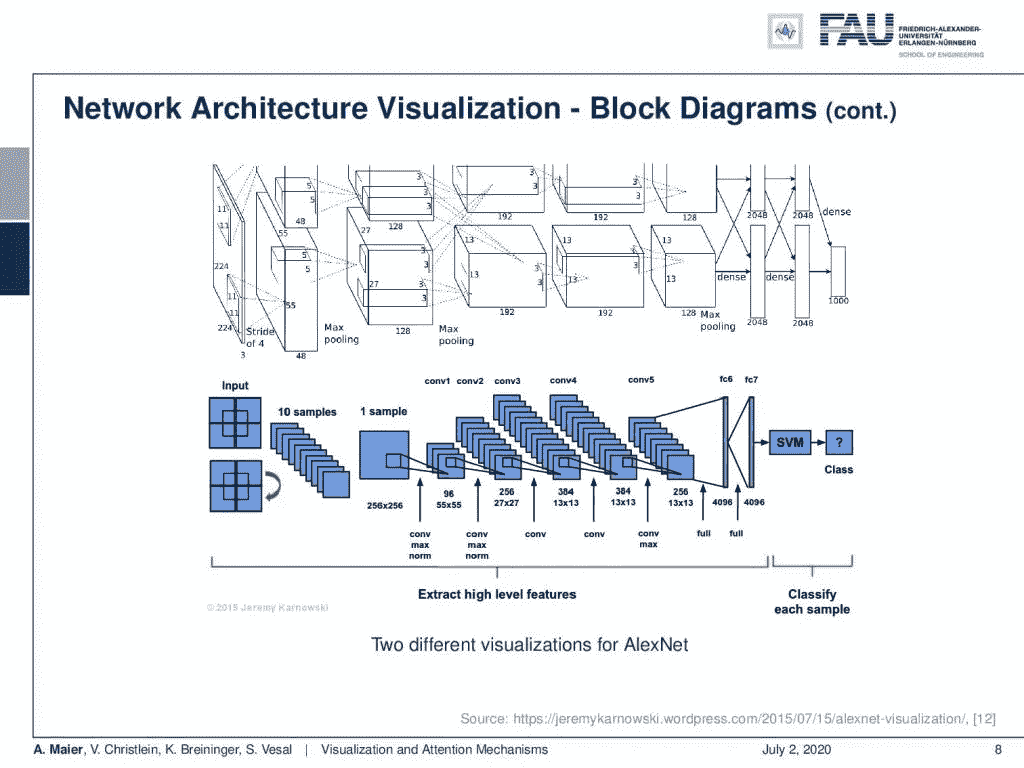 FAU
FRIEDRICH-ALEXANDER-
UNIVERSITÄT
ERLANGEN-NÜRNBERG
SCHOOL OF ENGINEERING
Network Architecture Visualization - Block Diagrams (cont.)
11
11
224
55
48
5
5
27
128
3
3
3
192
3
3
192
3
3
128
2048
2048
dense
11
11
224
3
Stride
of 4
55
5
5
48
Max
pooling
27
3
3
3
3
128
Max
pooling
13
13
3
3
192
13
13
3
3
192
13
13
128
Max
pooling
dense
dense
2048
2048
1000
Input
10 samples
1 sample
conv1 conv2 conv3 conv4 conv5 fc6 fc7
SVM
?
Class
256x256
96
55x55
256
27x27
384
13x13
384
13x13
256
13x13
4096 4096
conv
max
norm
conv
max
norm
conv
conv
conv
max
full
full
Extract high level features
Classify
each sample
© 2015 Jeremy Karnowski
Two different visualizations for AlexNet
Source: https://jeremykarnowski.wordpress.com/2015/07/15/alexnet-visualization/, [12]
A. Maier, V. Christlein, K. Breininger, S. Vesal | Visualization and Attention Mechanisms July 2, 2020 8